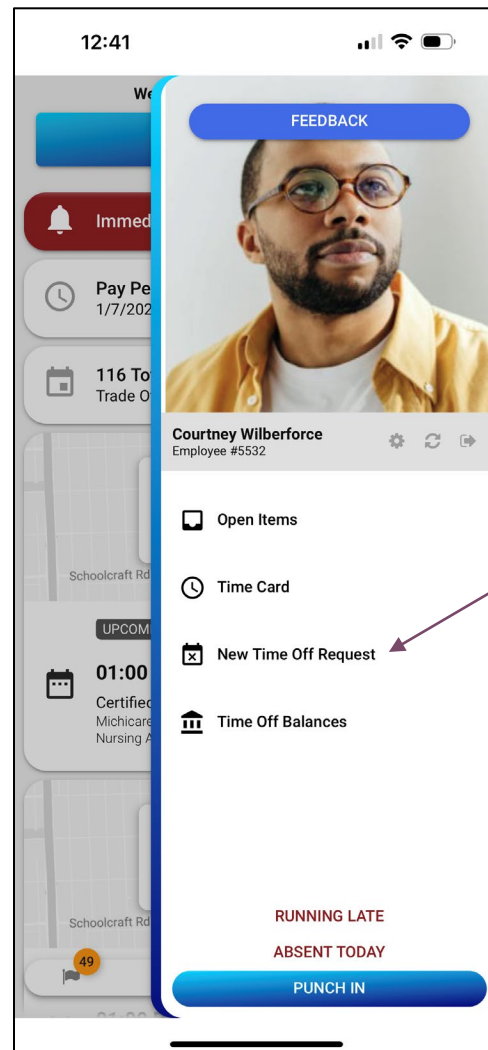 12:41
We
FEEDBACK
Immed
Pay Pe
1/7/202
116 To
Trade O
Courtney Wilberforce
Employee #5532
Open Items
Schoolcraft Rd
Time Card
UPCOM
New Time Off Request
01:00
Certified
Michicare
Nursing A
Time Off Balances
Schoolcraft Rd
RUNNING LATE
ABSENT TODAY
49
PUNCH IN